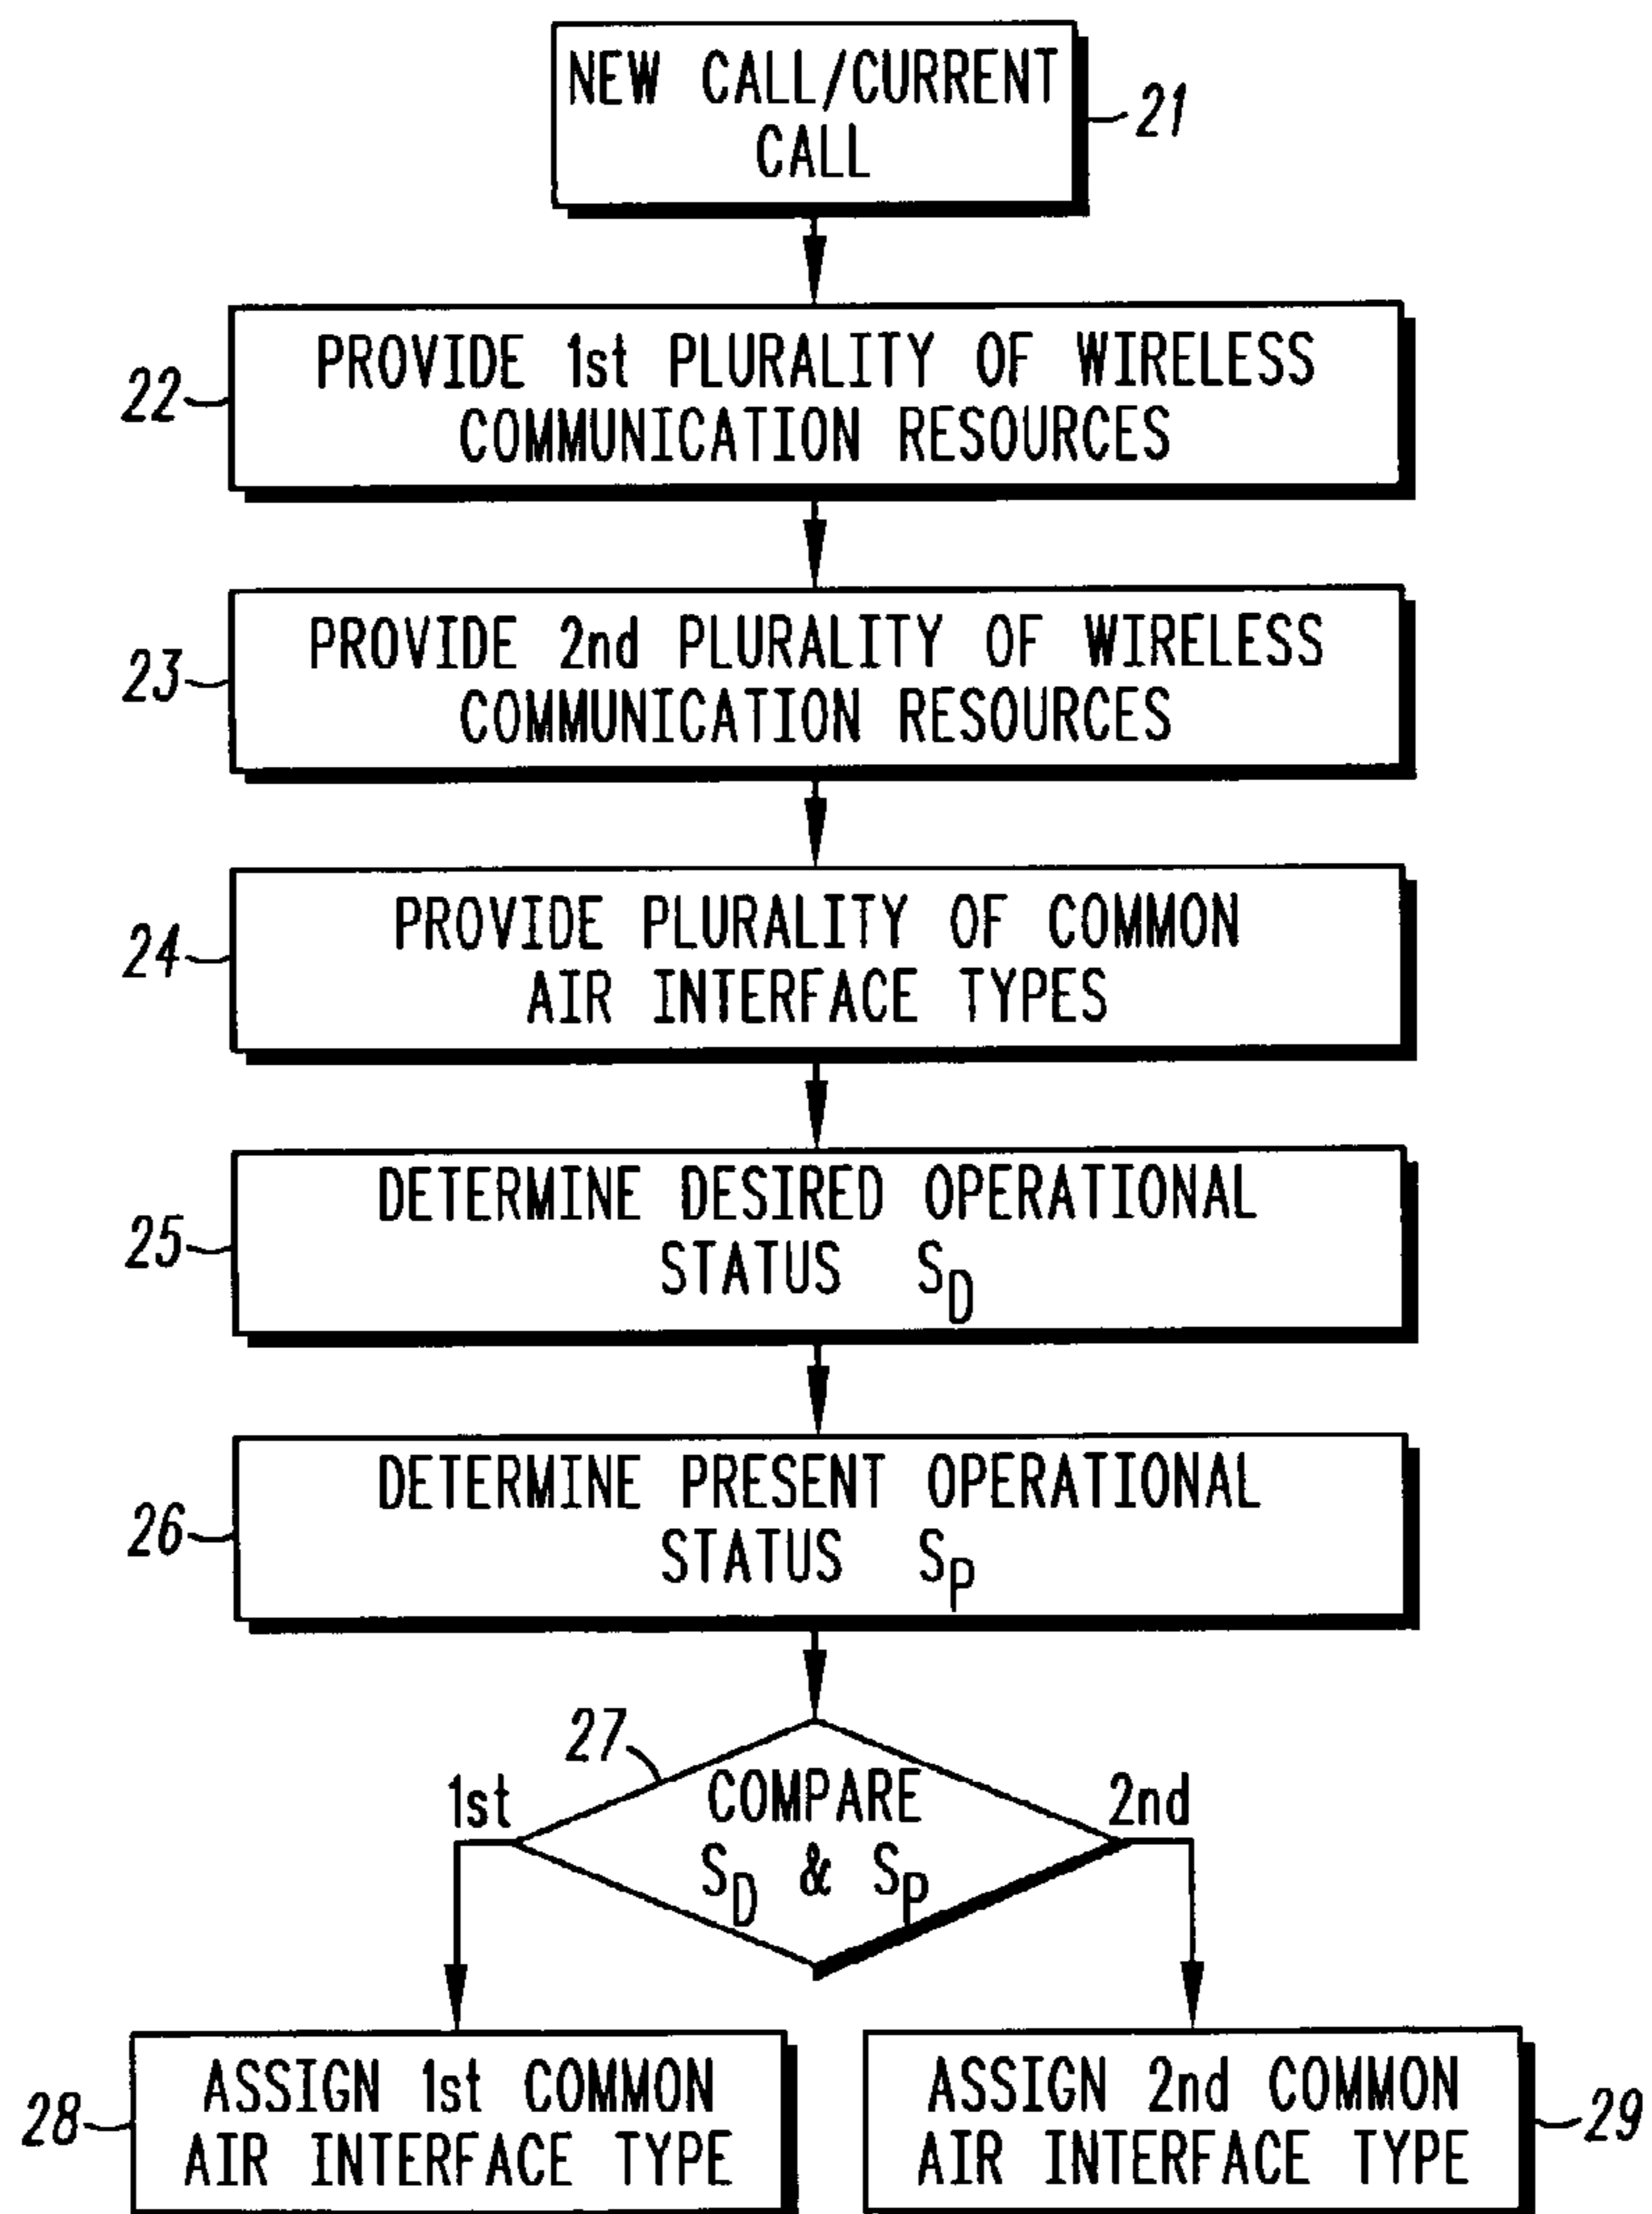 NEW CALL/CURRENT
CALL
21
PROVIDE 1st PLURALITY OF WIRELESS
COMMUNICATION RESOURCES
22
PROVIDE 2nd PLURALITY OF WIRELESS
COMMUNICATION RESOURCES
23
PROVIDE PLURALITY OF COMMON
AIR INTERFACE TYPES
24
DETERMINE DESIRED OPERATIONAL
STATUS SD
25
DETERMINE PRESENT OPERATIONAL
STATUS SP
26
27
1st
COMPARE
SD & SP
2nd
ASSIGN 1st COMMON
AIR INTERFACE TYPE
28
ASSIGN 2nd COMMON
AIR INTERFACE TYPE
29